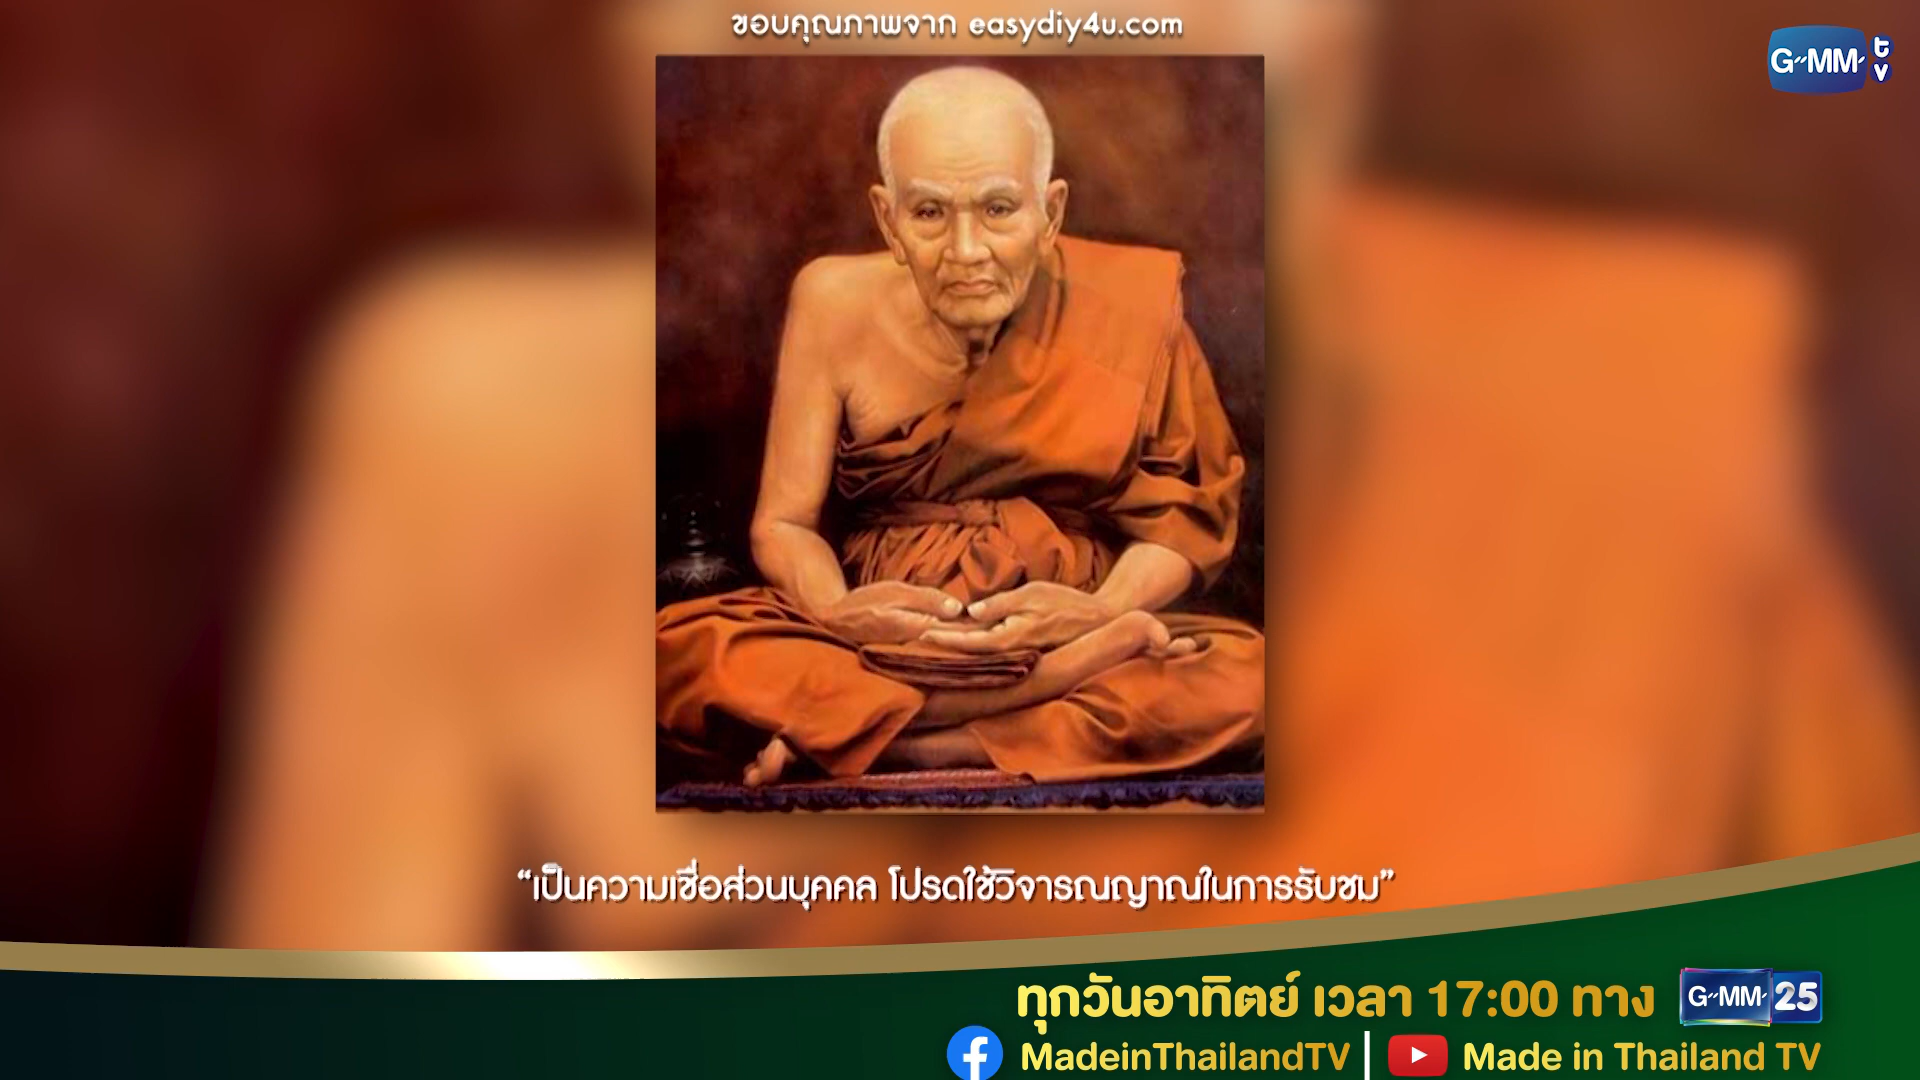 ขอบคุณภาพจาก easydiy4u.com
GMM tv
“เป็นความเชื่อส่วนบุคคล โปรดใช้วิจารณญาณในการรับชม”
ทุกวันอาทิตย์ เวลา 17:00 ทาง GMM 25
MadeinThailandTV | Made in Thailand TV